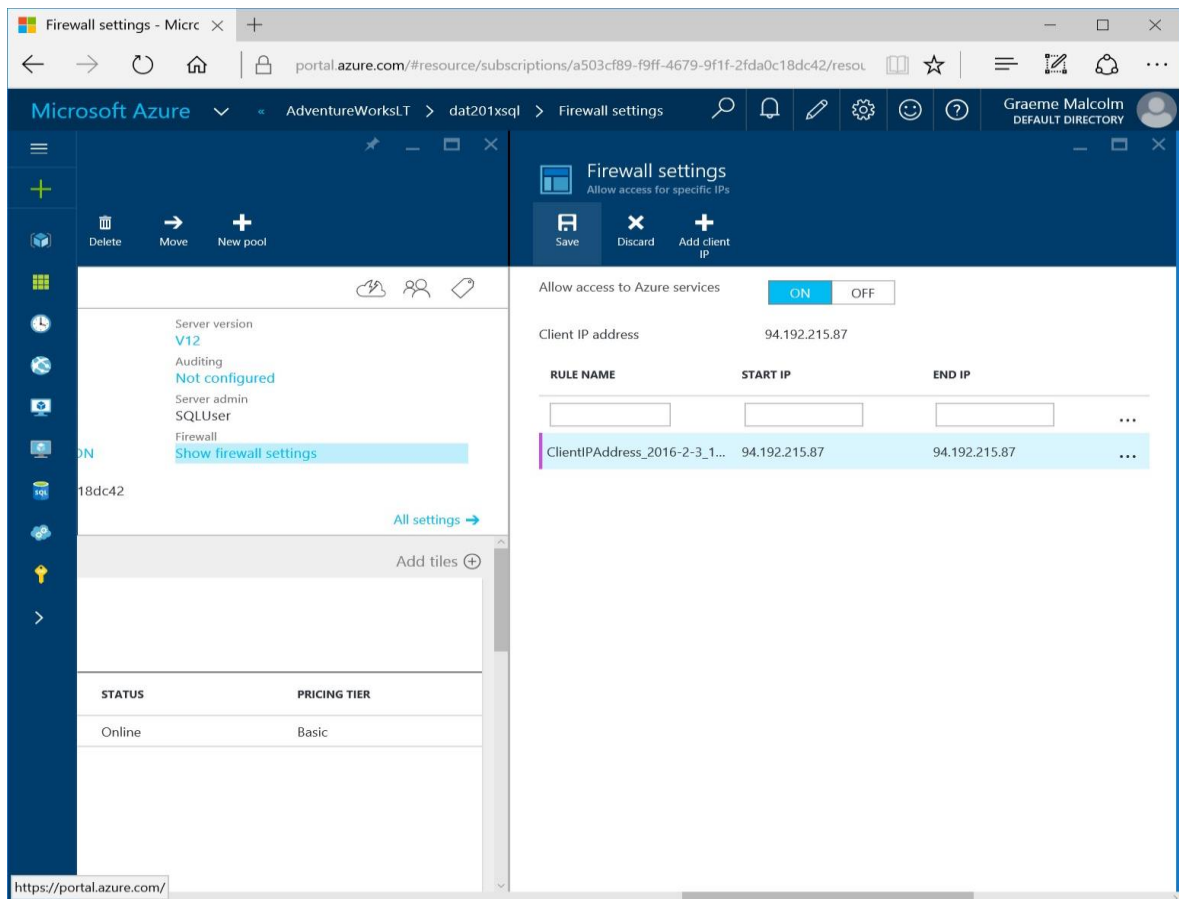 Firewall settings - Micrc
portal.azure.com/#resource/subscriptions/a503cf89-f9ff-4679-9f1f-2fda0c18dc42/resou
Microsoft Azure
« AdventureWorksLT > dat201xsql > Firewall settings
Graeme Malcolm
DEFAULT DIRECTORY
Delete
Move
New pool
Server version
V12
Auditing
Not configured
Server admin
SQLUser
Firewall
ON
Show firewall settings
18dc42
All settings
Add tiles
STATUS
PRICING TIER
Online
Basic
Firewall settings
Allow access for specific IPs
Save
Discard
Add client
IP
Allow access to Azure services
ON
OFF
Client IP address
94.192.215.87
RULE NAME
START IP
END IP
...
ClientIPAddress_2016-2-3_1...
94.192.215.87
94.192.215.87
...
SQL
https://portal.azure.com/